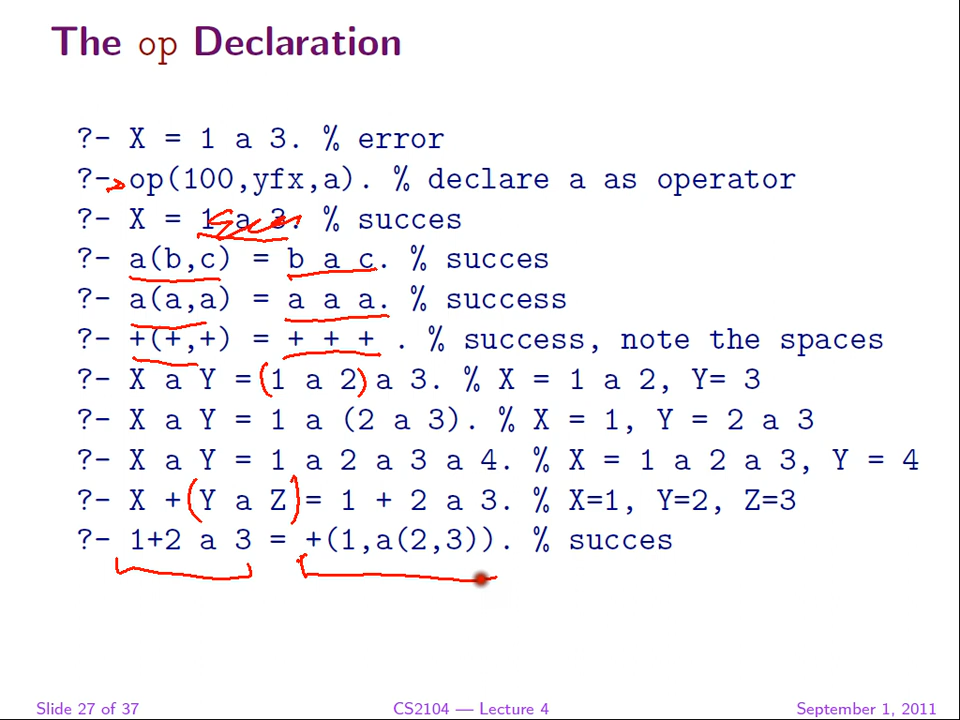 The op Declaration
?- X = 1 a 3. % error
?- op(100,yfx,a). % declare a as operator
?- X = 1 a 3. % succes
?- a(b,c) = b a c. % succes
?- a(a,a) = a a a. % success
?- +(+,+) = + + + . % success, note the spaces
?- X a Y = (1 a 2) a 3. % X = 1 a 2, Y= 3
?- X a Y = 1 a (2 a 3). % X = 1, Y = 2 a 3
?- X a Y = 1 a 2 a 3 a 4. % X = 1 a 2 a 3, Y = 4
?- X + (Y a Z) = 1 + 2 a 3. % X=1, Y=2, Z=3
?- 1+2 a 3 = +(1,a(2,3)). % succes
Slide 27 of 37 CS2104 — Lecture 4 September 1, 2011